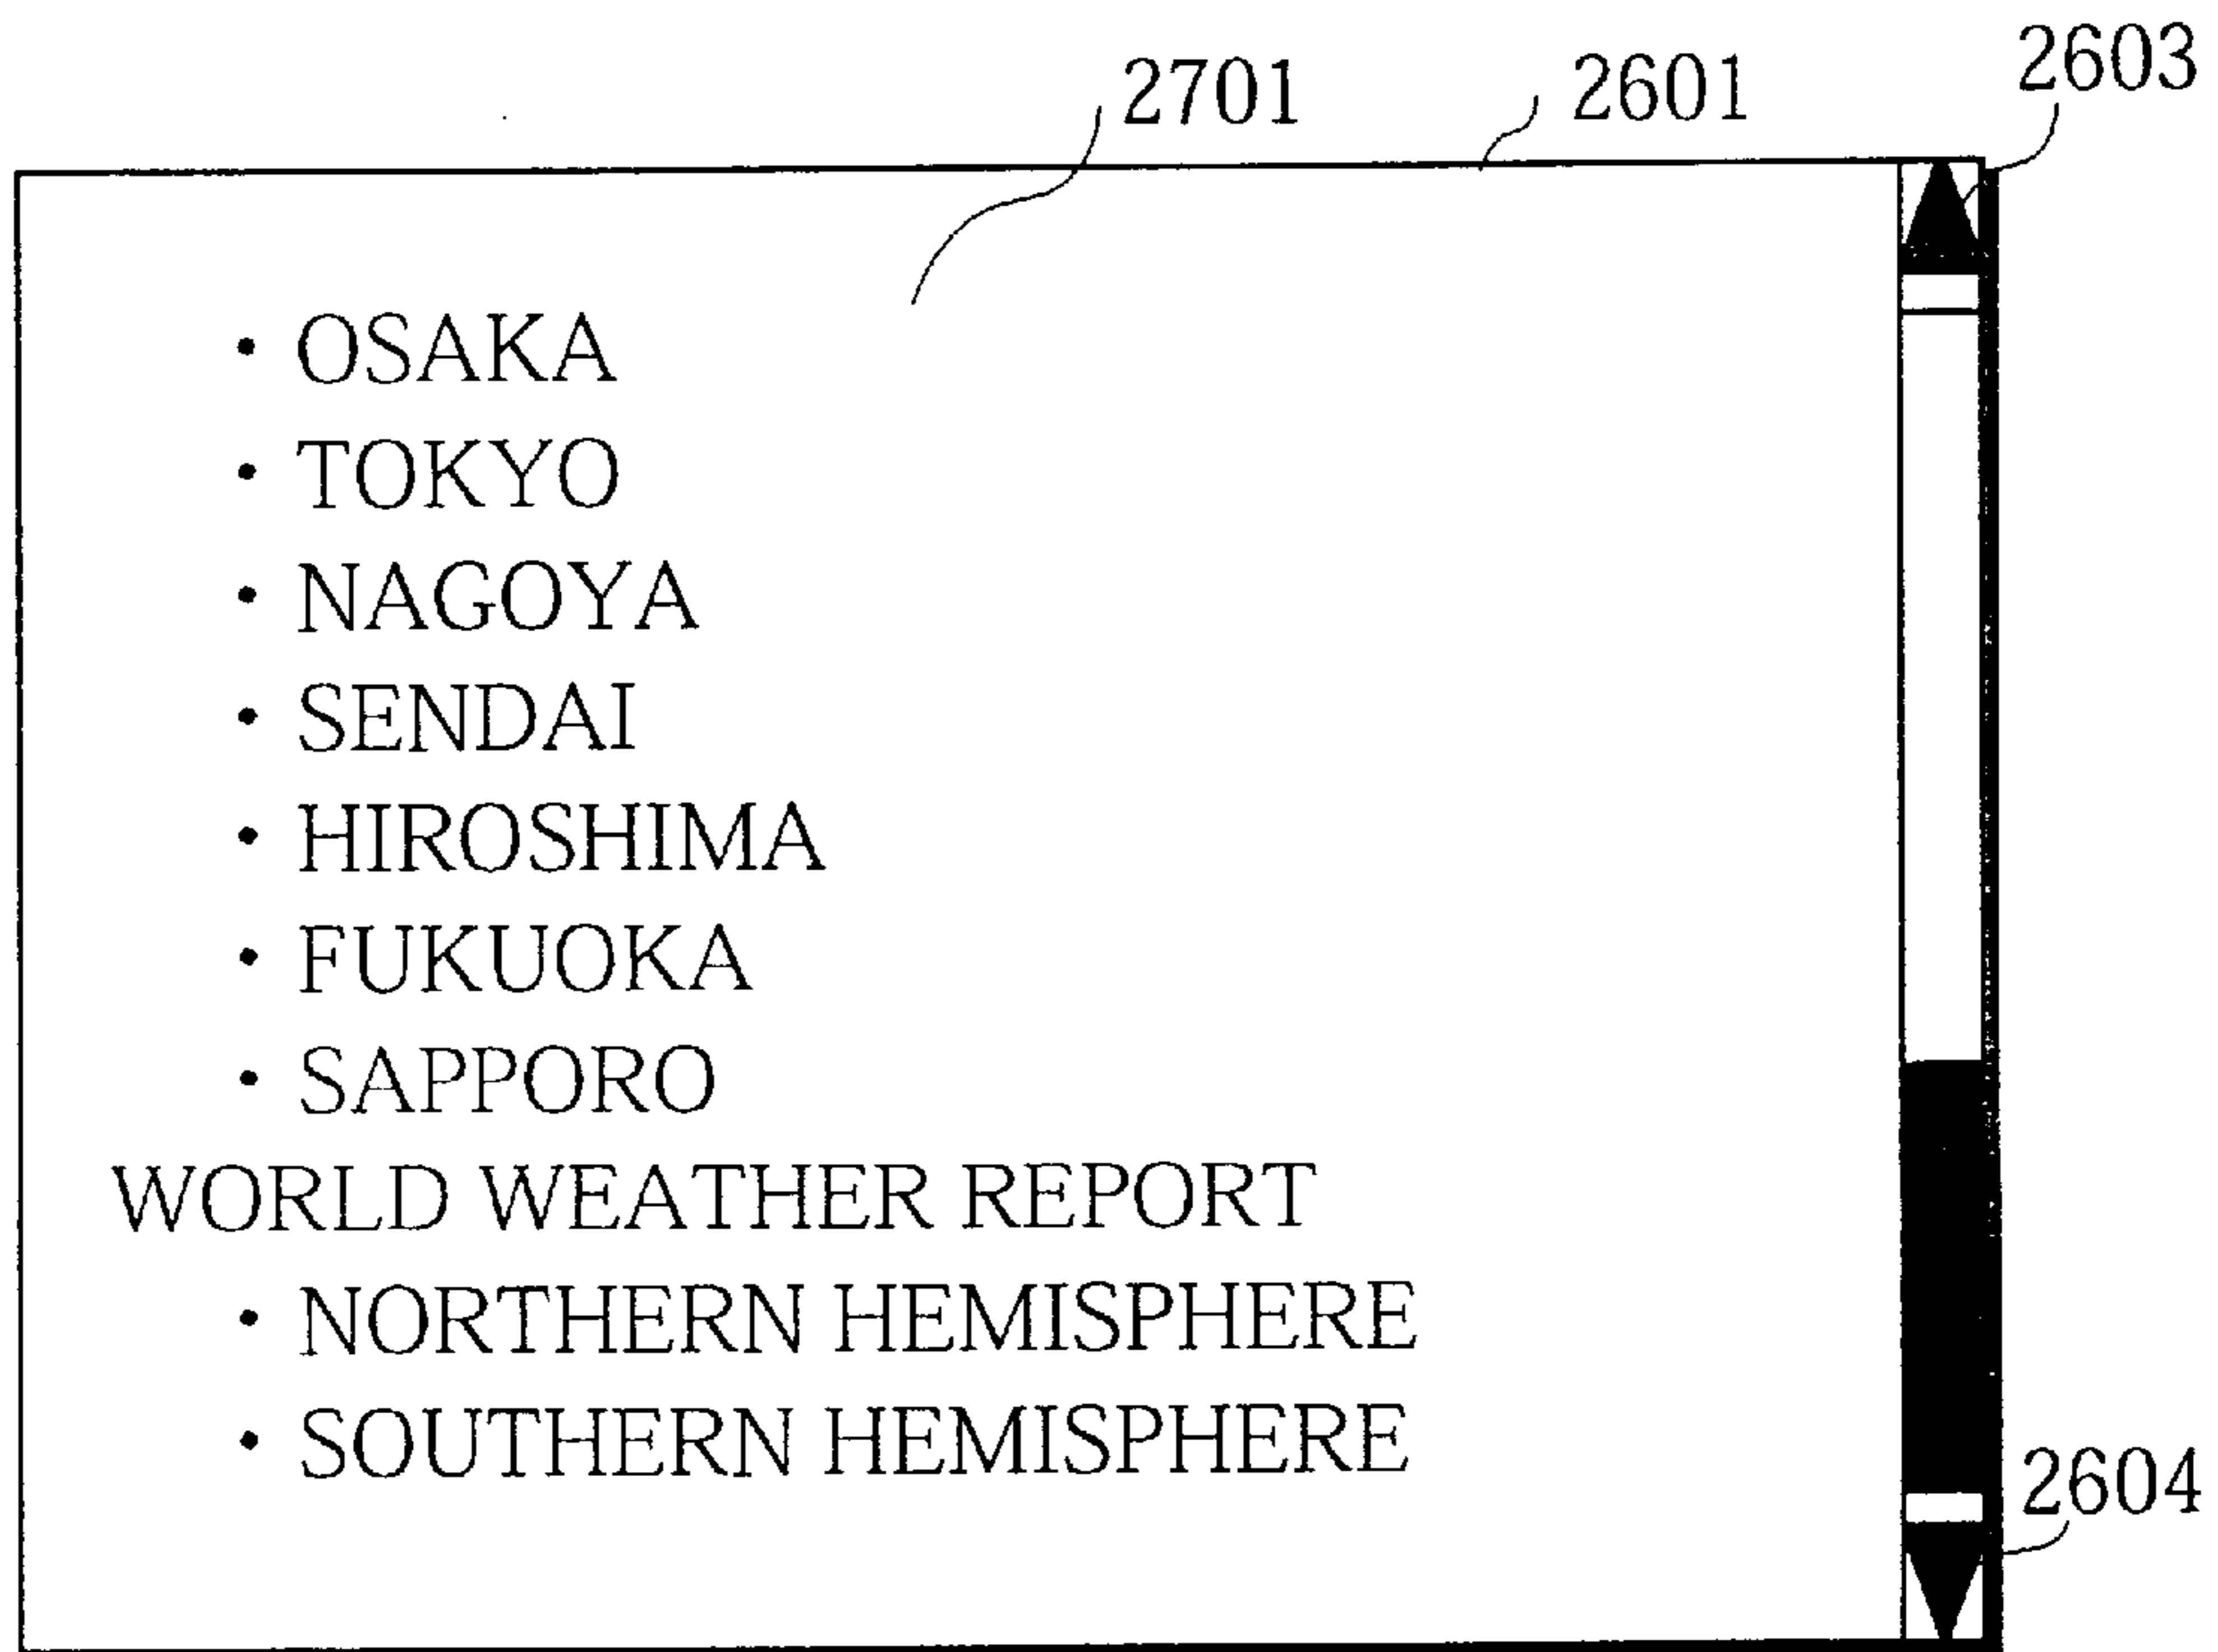 2701 2601 2603
• OSAKA
• TOKYO
• NAGOYA
• SENDAI
• HIROSHIMA
• FUKUOKA
• SAPPORO
WORLD WEATHER REPORT
• NORTHERN HEMISPHERE
• SOUTHERN HEMISPHERE
2604